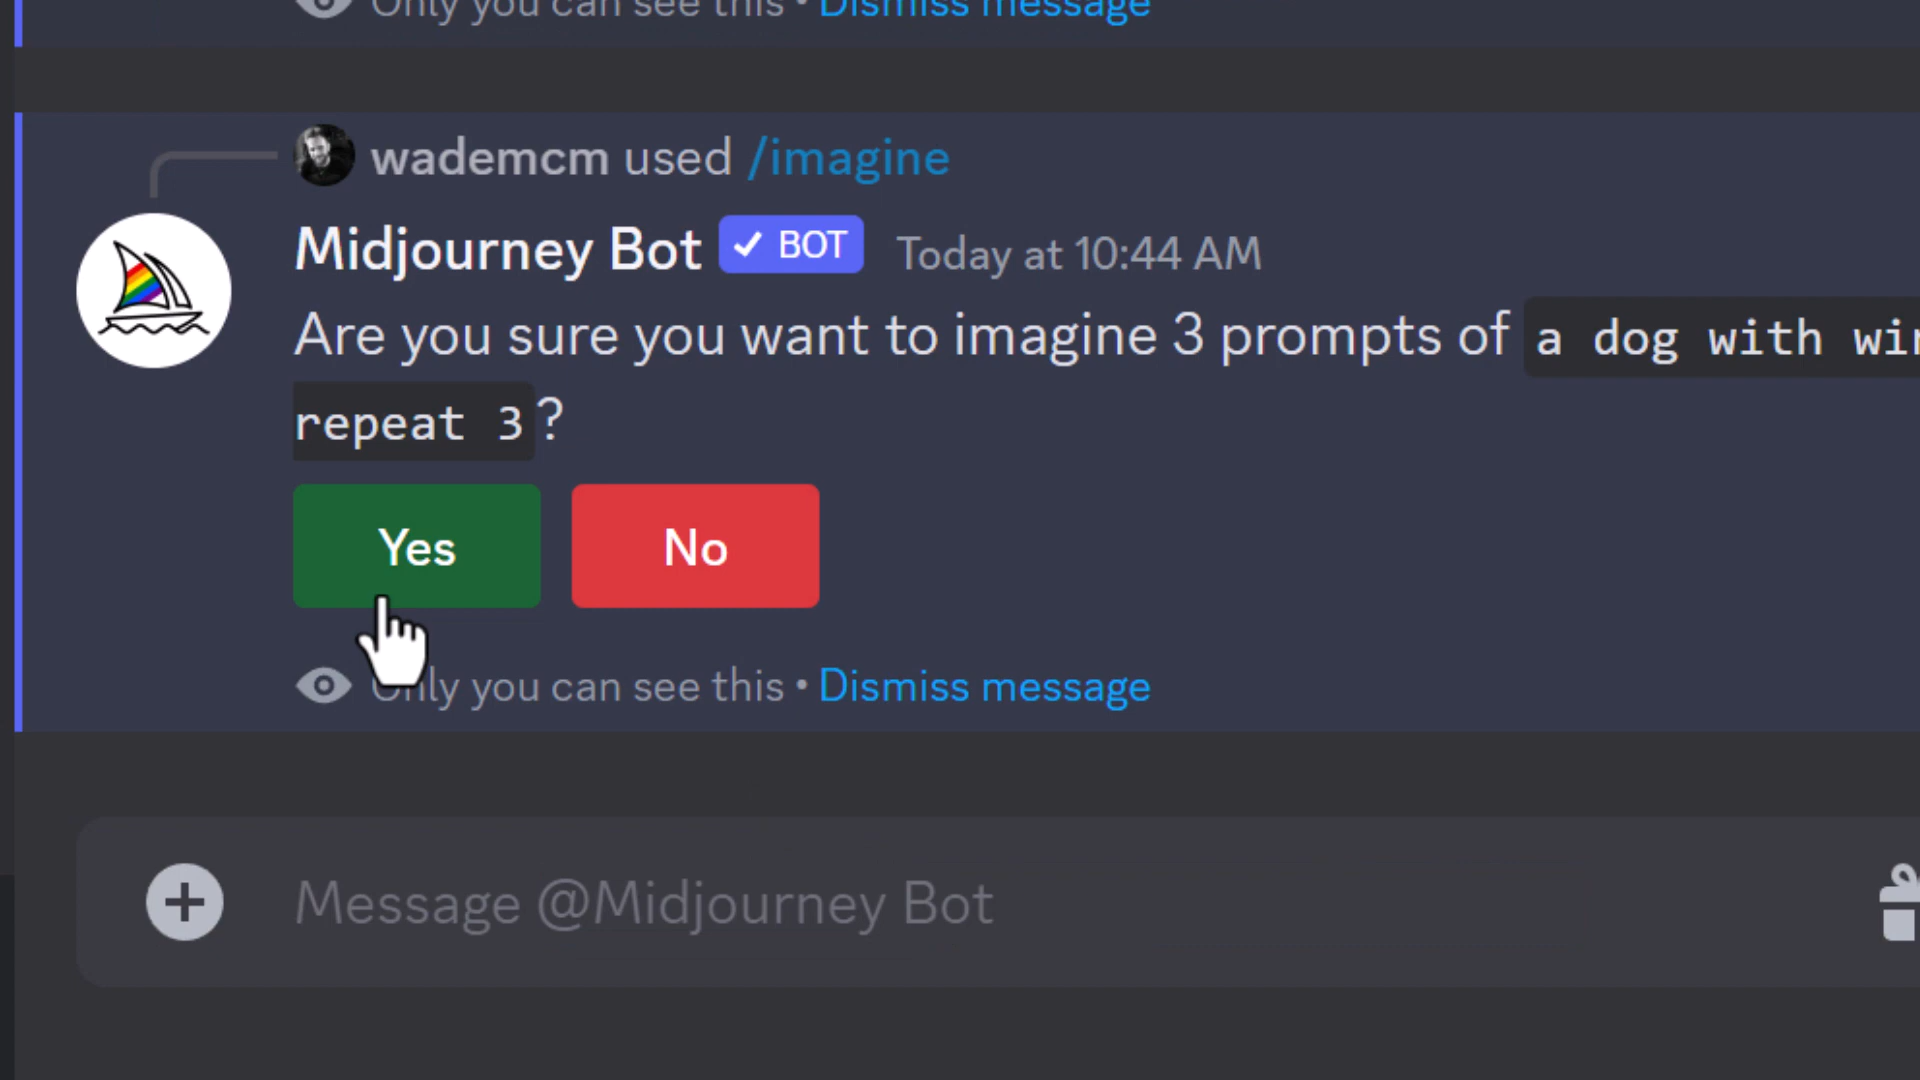 Only you can see this • Dismiss message
wademcm used /imagine
Midjourney Bot ✓ BOT Today at 10:44 AM
Are you sure you want to imagine 3 prompts of a dog with
repeat 3?
Yes No
Only you can see this • Dismiss message
Message @Midjourney Bot